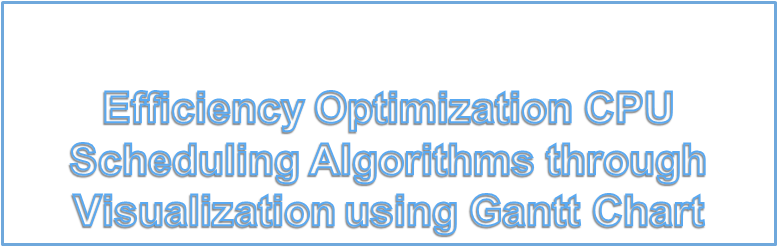 Efficiency Optimization CPU
Scheduling Algorithms through
Visualization using Gantt Chart